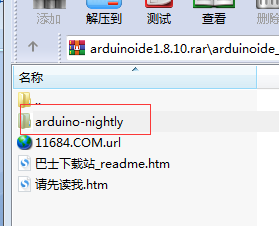 添加 解压到 测试 查看 删除
arduinoide1.8.10.rar\arduinoide_
名称
..
arduino-nightly
11684.COM.url
巴士下载站_readme.htm
请先读我.htm